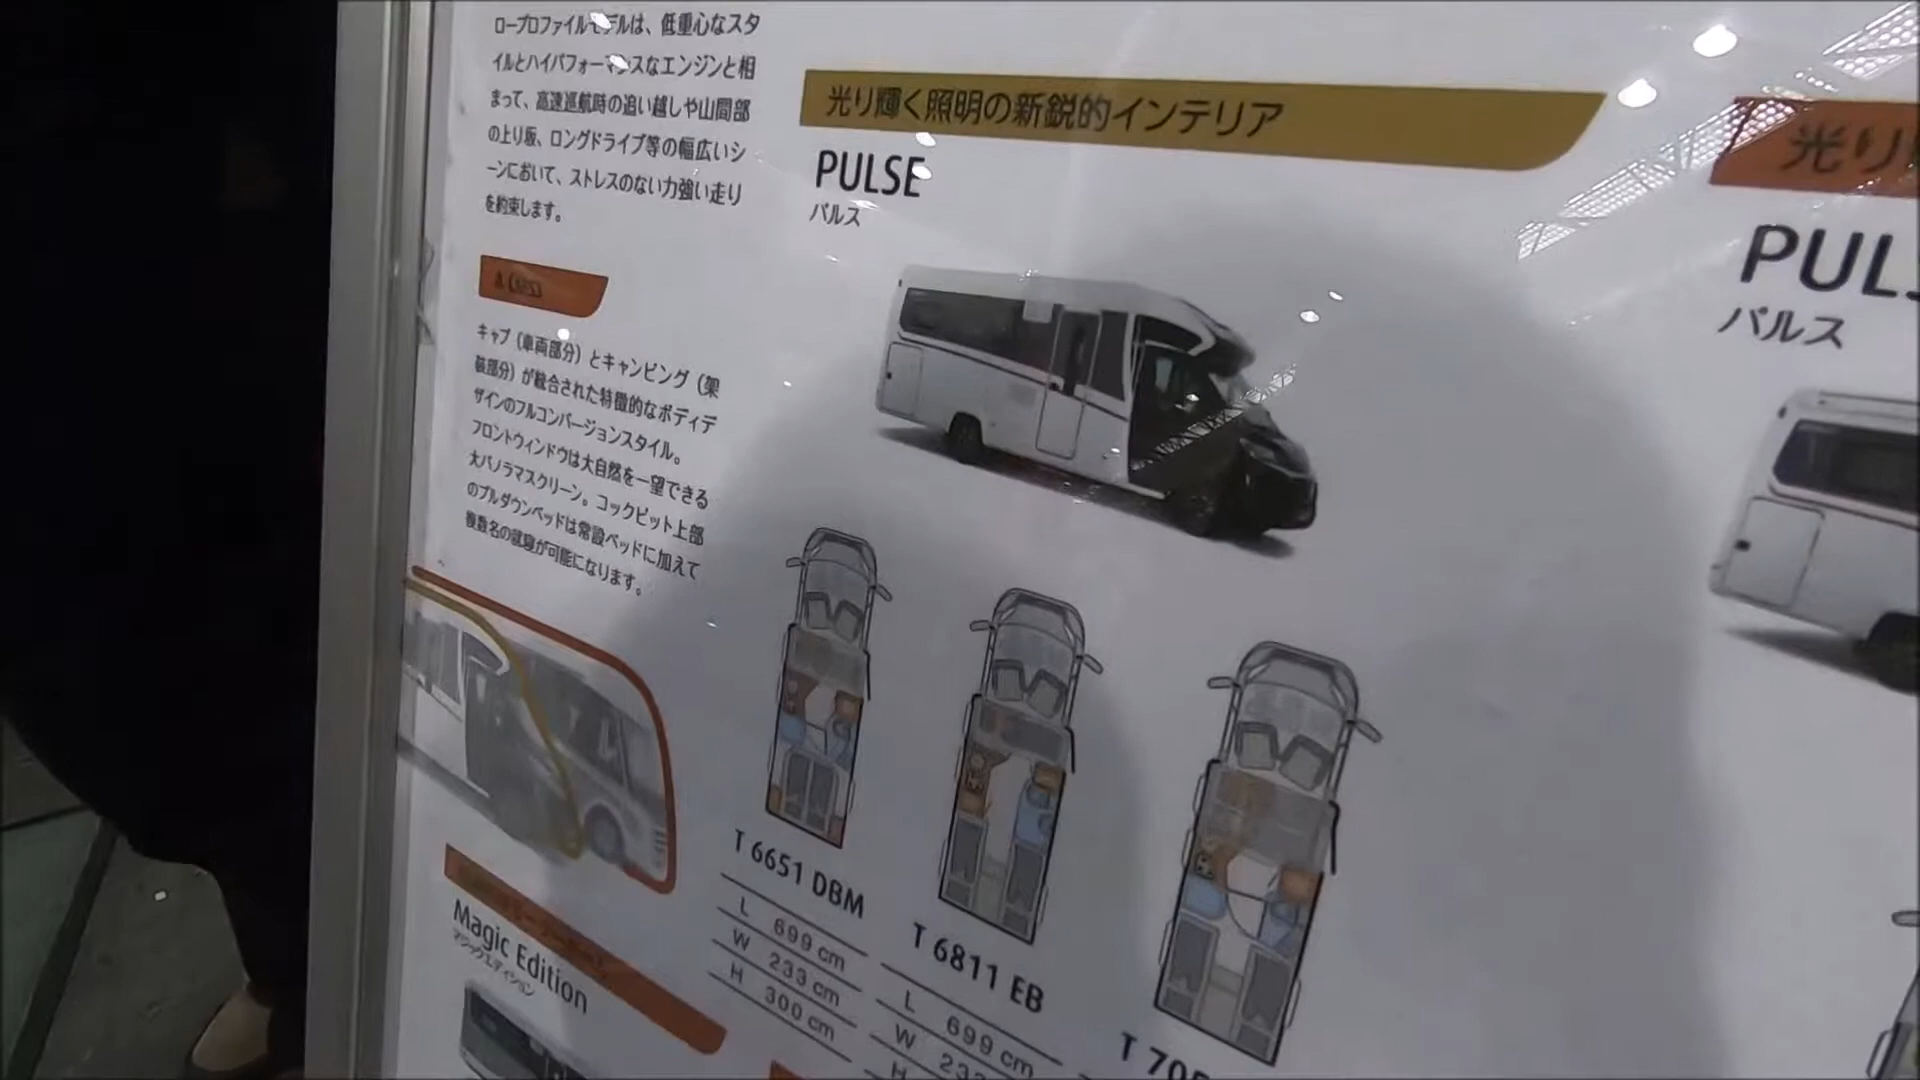 ロープロファイルモデルは、低重心なスタ
イルとハイパフォーマンスなエンジンと相
まって、高速巡航時の追い越しや山間部
の上り坂、ロングドライブ等の幅広いシ
ーンにおいて、ストレスのない力強い走り
を約束します。
キャブ（車両部分）とキャンピング（架
装部分）が統合された特徴的なボディデ
ザインのフルコンバージョンスタイル。
フロントウィンドウは大自然を一望できる
大パノラマスクリーン。コックピット上部
のプルダウンベッドは常設ベッドに加えて
複数名の就寝が可能になります。
Magic Edition
マジックエディション
光り輝く照明の新鋭的インテリア
PULSE
パルス
T 6651 DBM
L 699 cm
W 233 cm
H 300 cm
T 6811 EB
L 699 cm
W 233
H
T 705
光り
PUL
パルス